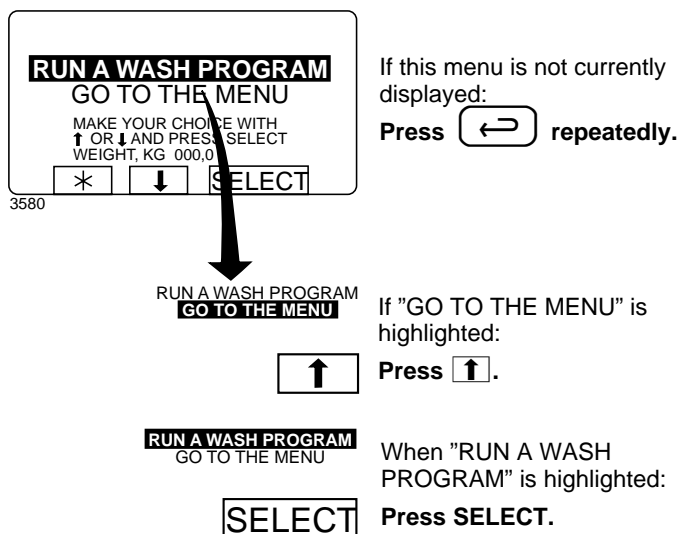 RUN A WASH PROGRAM
GO TO THE MENU
MAKE YOUR CHOICE WITH
⬆ OR ⬇ AND PRESS SELECT
WEIGHT, KG 000,0
* ⬇ SELECT
3580
If this menu is not currently
displayed:
Press ↩ repeatedly.
RUN A WASH PROGRAM
GO TO THE MENU
If ”GO TO THE MENU” is
highlighted:
⬆
Press ⬆.
RUN A WASH PROGRAM
GO TO THE MENU
When ”RUN A WASH
PROGRAM” is highlighted:
SELECT
Press SELECT.